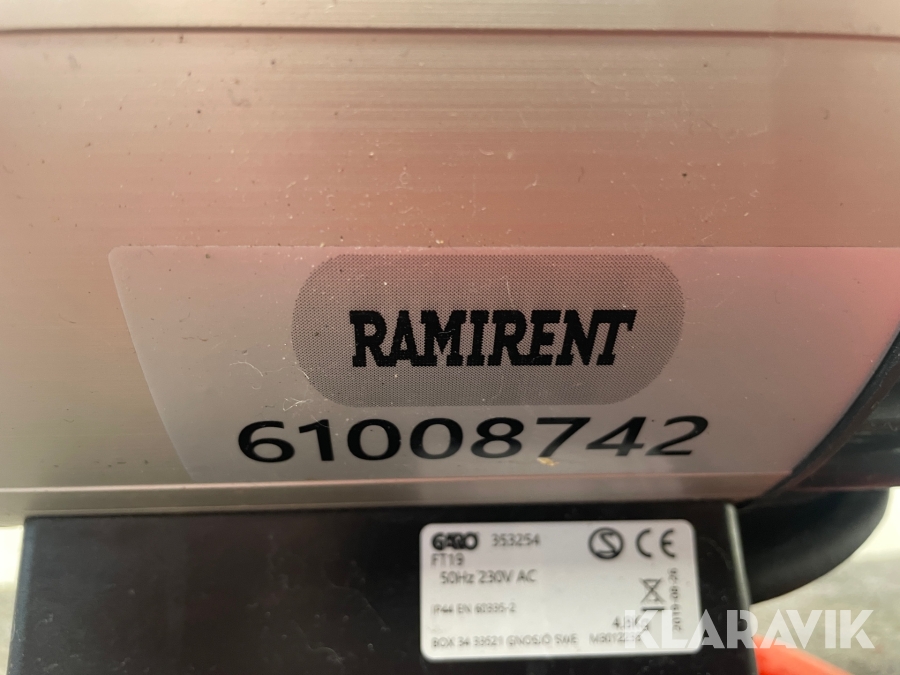 RAMIRENT
61008742
GARO 353254
FT19
50Hz 230V AC
IP44 EN 60335-2
BOX 34 33521 GNOSJÖ SWE
2019-08-26
S CE
KLARAVIK